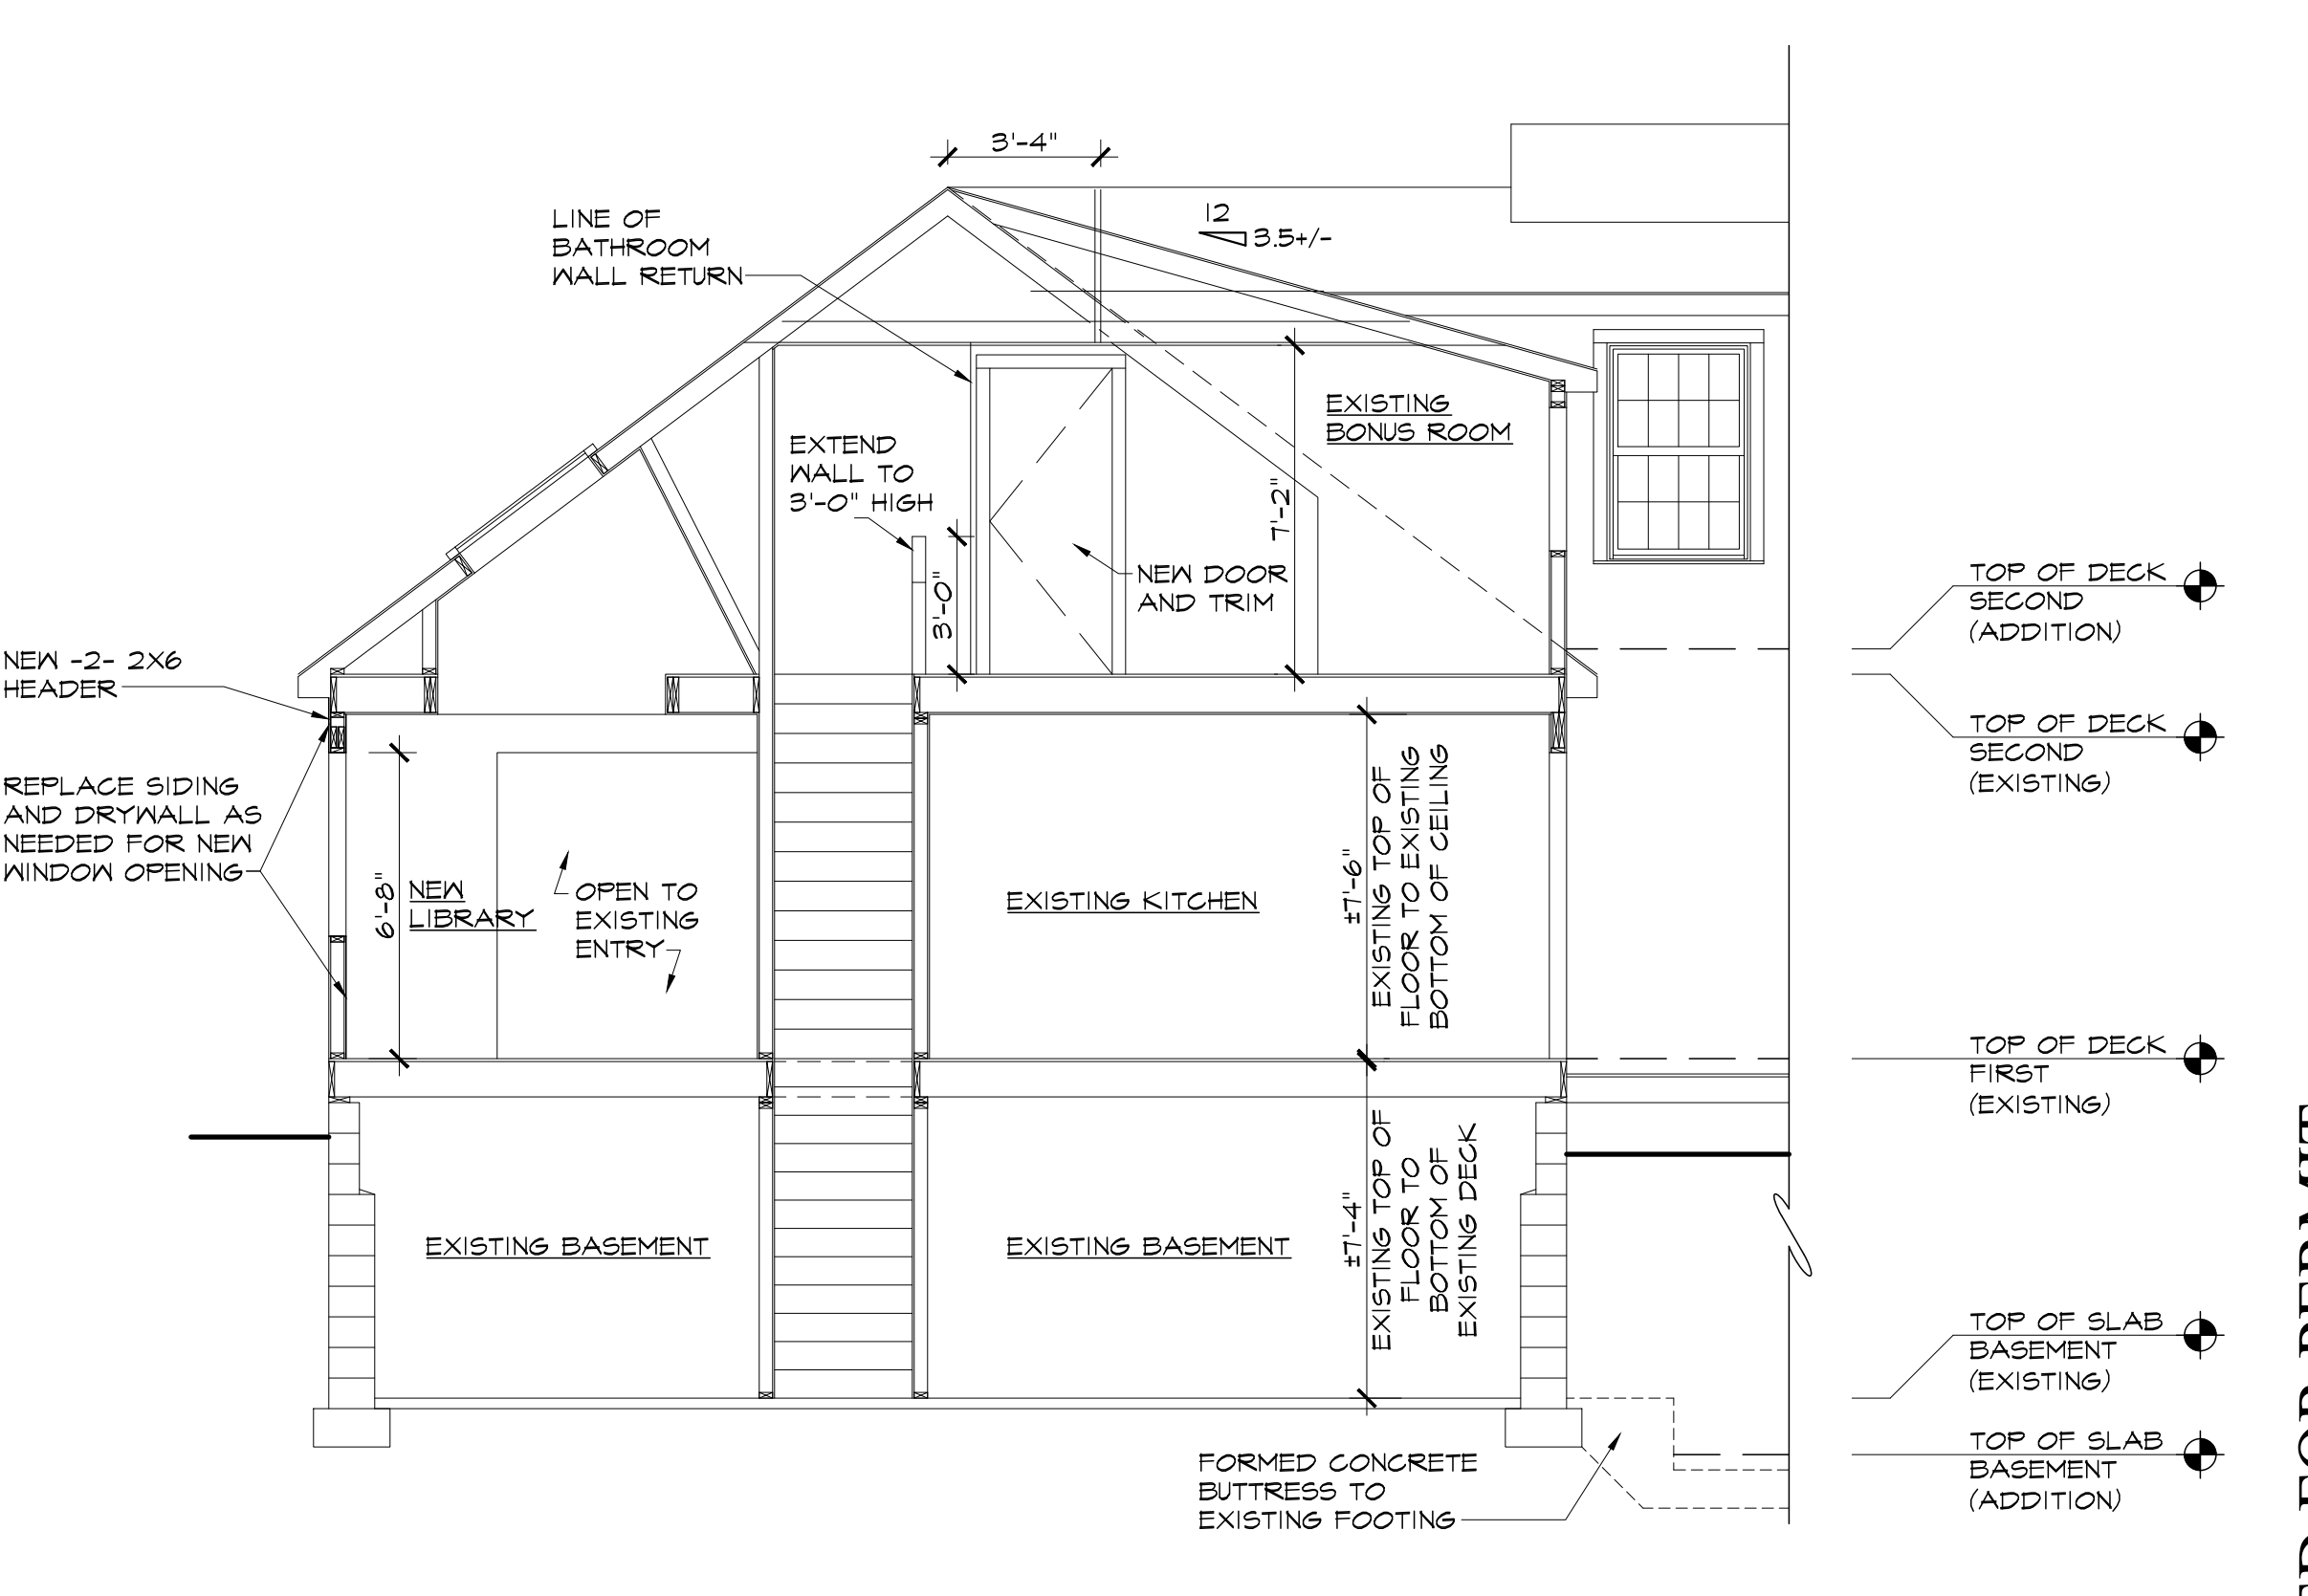 3'-4"
LINE OF
BATHROOM
WALL RETURN
12
3.5+/-
EXISTING
BONUS ROOM
EXTEND
WALL TO
3'-0" HIGH
7'-2"
3'-0"
NEW DOOR
AND TRIM
TOP OF DECK
SECOND
(ADDITION)
NEW -2- 2X6
HEADER
TOP OF DECK
SECOND
(EXISTING)
REPLACE SIDING
AND DRYWALL AS
NEEDED FOR NEW
WINDOW OPENING
6'-8"
NEW
LIBRARY
OPEN TO
EXISTING
ENTRY
EXISTING KITCHEN
±7'-6"
EXISTING TOP OF
FLOOR TO EXISTING
BOTTOM OF CEILING
TOP OF DECK
FIRST
(EXISTING)
EXISTING BASEMENT
EXISTING BASEMENT
±7'-4"
EXISTING TOP OF
FLOOR TO
BOTTOM OF
EXISTING DECK
TOP OF SLAB
BASEMENT
(EXISTING)
TOP OF SLAB
BASEMENT
(ADDITION)
FORMED CONCRETE
BUTTRESS TO
EXISTING FOOTING
FOR PERMIT